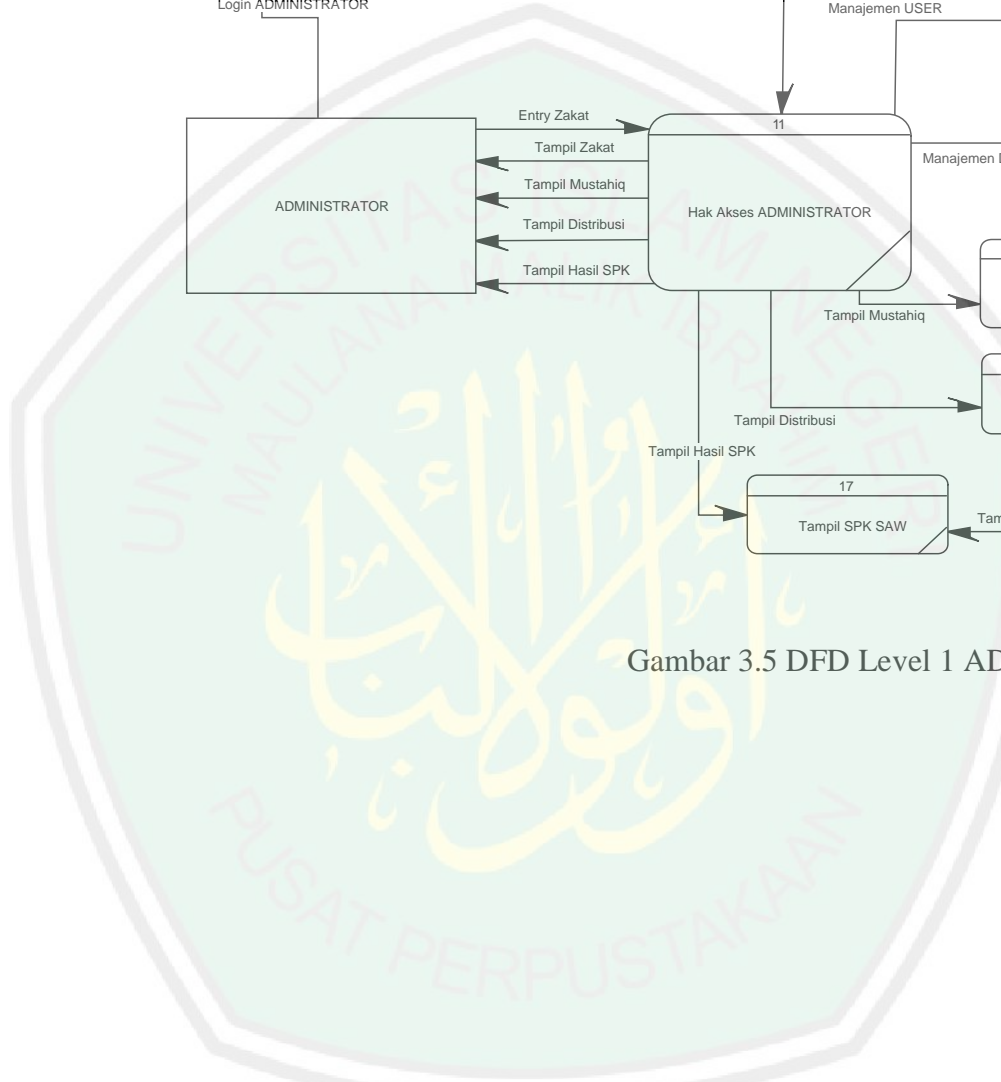 Login ADMINISTRATOR
Manajemen USER
Entry Zakat
11
Tampil Zakat
Manajemen
Tampil Mustahiq
ADMINISTRATOR
Hak Akses ADMINISTRATOR
Tampil Distribusi
Tampil Hasil SPK
Tampil Mustahiq
Tampil Distribusi
Tampil Hasil SPK
17
Tampil SPK SAW
Gambar 3.5 DFD Level 1
UNIVERSITAS ISLAM NEGERI
MAULANA MALIK IBRAHIM
أولوا الألباب
PUSAT PERPUSTAKAAN